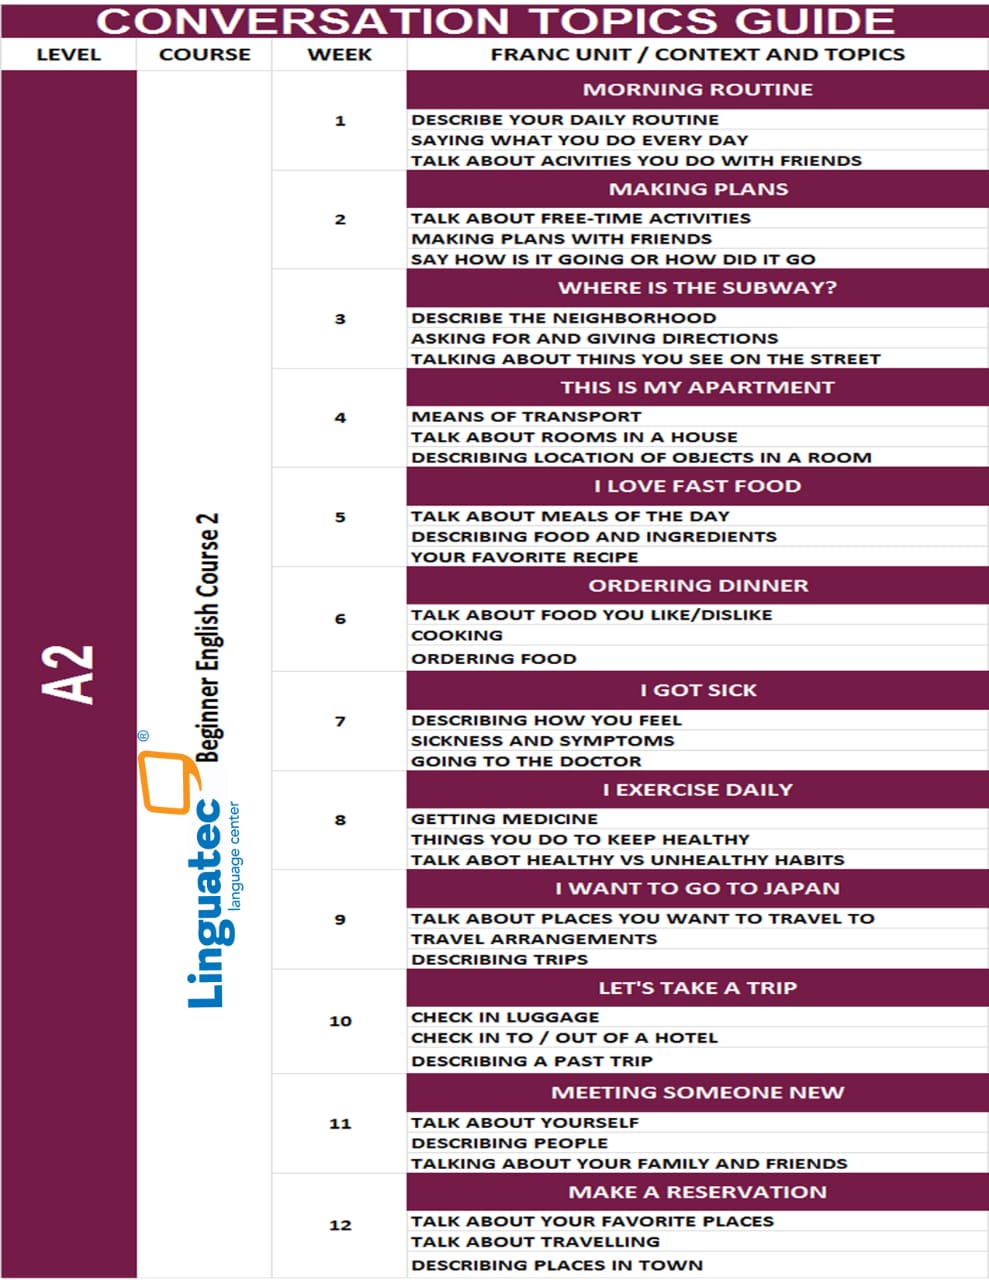 CONVERSATION TOPICS GUIDE
LEVEL COURSE WEEK FRANC UNIT / CONTEXT AND TOPICS
A2
Beginner English Course 2
Linguatec ®
language center
MORNING ROUTINE
1
DESCRIBE YOUR DAILY ROUTINE
SAYING WHAT YOU DO EVERY DAY
TALK ABOUT ACIVITIES YOU DO WITH FRIENDS
MAKING PLANS
2
TALK ABOUT FREE-TIME ACTIVITIES
MAKING PLANS WITH FRIENDS
SAY HOW IS IT GOING OR HOW DID IT GO
WHERE IS THE SUBWAY?
3
DESCRIBE THE NEIGHBORHOOD
ASKING FOR AND GIVING DIRECTIONS
TALKING ABOUT THINS YOU SEE ON THE STREET
THIS IS MY APARTMENT
4
MEANS OF TRANSPORT
TALK ABOUT ROOMS IN A HOUSE
DESCRIBING LOCATION OF OBJECTS IN A ROOM
I LOVE FAST FOOD
5
TALK ABOUT MEALS OF THE DAY
DESCRIBING FOOD AND INGREDIENTS
YOUR FAVORITE RECIPE
ORDERING DINNER
6
TALK ABOUT FOOD YOU LIKE/DISLIKE
COOKING
ORDERING FOOD
I GOT SICK
7
DESCRIBING HOW YOU FEEL
SICKNESS AND SYMPTOMS
GOING TO THE DOCTOR
I EXERCISE DAILY
8
GETTING MEDICINE
THINGS YOU DO TO KEEP HEALTHY
TALK ABOT HEALTHY VS UNHEALTHY HABITS
I WANT TO GO TO JAPAN
9
TALK ABOUT PLACES YOU WANT TO TRAVEL TO
TRAVEL ARRANGEMENTS
DESCRIBING TRIPS
LET'S TAKE A TRIP
10
CHECK IN LUGGAGE
CHECK IN TO / OUT OF A HOTEL
DESCRIBING A PAST TRIP
MEETING SOMEONE NEW
11
TALK ABOUT YOURSELF
DESCRIBING PEOPLE
TALKING ABOUT YOUR FAMILY AND FRIENDS
MAKE A RESERVATION
12
TALK ABOUT YOUR FAVORITE PLACES
TALK ABOUT TRAVELLING
DESCRIBING PLACES IN TOWN